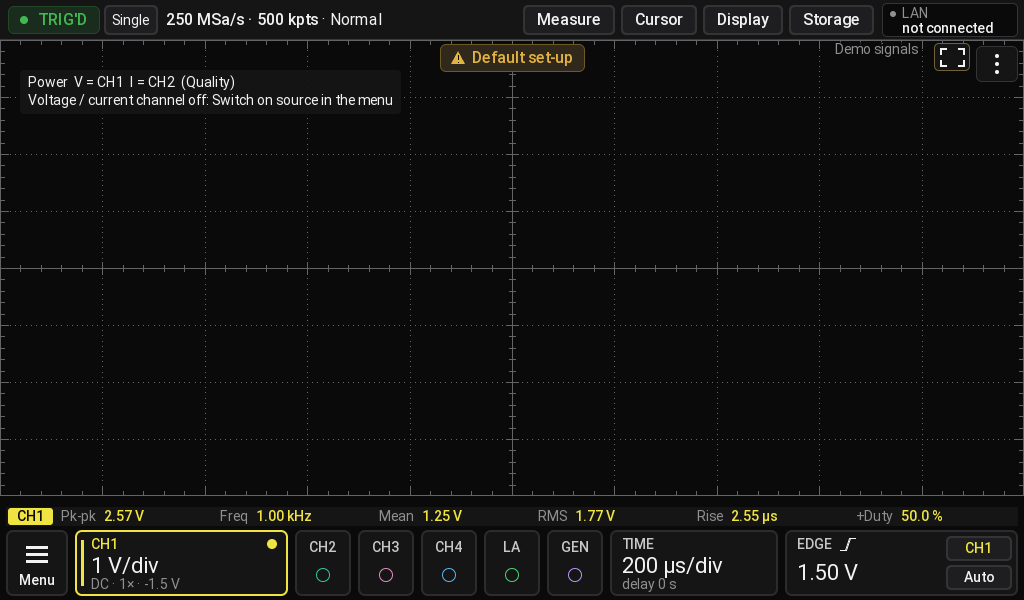 TRIG'D Single 250 MSa/s · 500 kpts · Normal Measure Cursor Display Storage LAN
not connected
Default set-up Demo signals
Power V = CH1 I = CH2 (Quality)
Voltage / current channel off: Switch on source in the menu
CH1 Pk-pk 2.57 V Freq 1.00 kHz Mean 1.25 V RMS 1.77 V Rise 2.55 µs +Duty 50.0 %
Menu
CH1
1 V/div
DC · 1× · -1.5 V
CH2
CH3
CH4
LA
GEN
TIME
200 µs/div
delay 0 s
EDGE
1.50 V
CH1
Auto